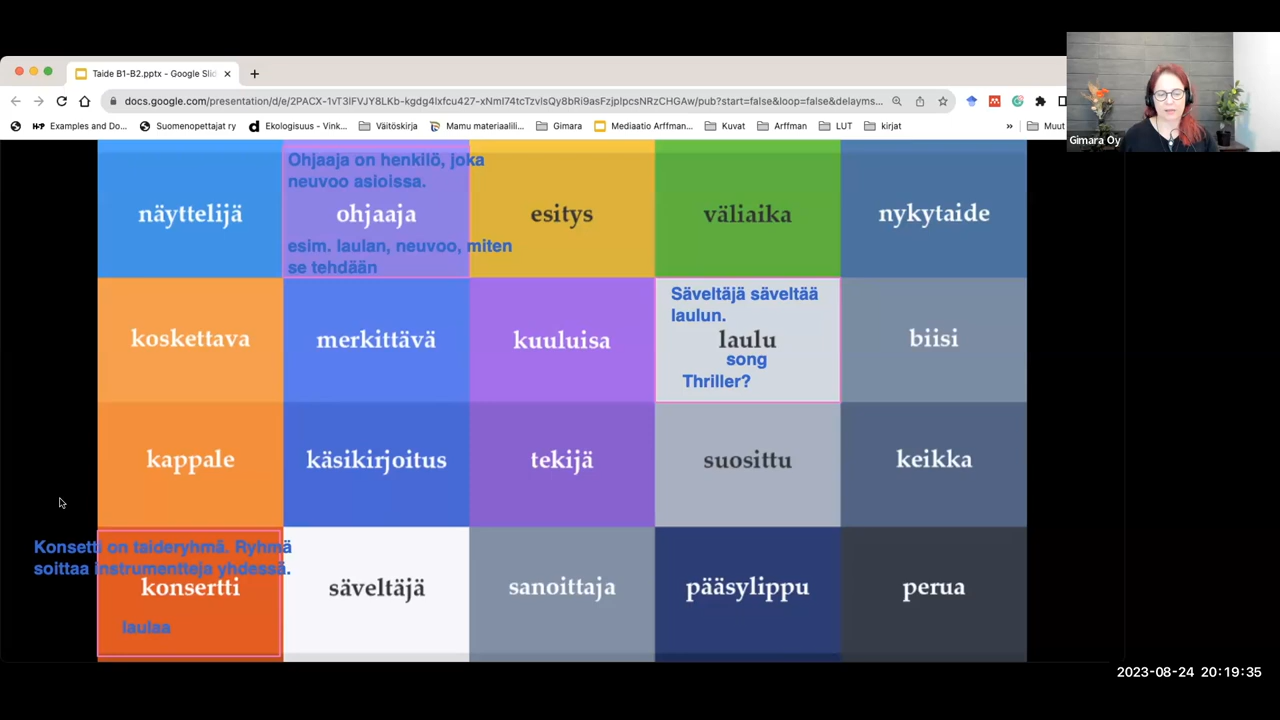 Taide B1-B2.pptx - Google Slid
docs.google.com/presentation/d/e/2PACX-1vT3lFVJY8LKb-kgdg4lxfcu427-xNml74tcTzvlsQy8bRi9asFzjplpcsNRzCHGAw/pub?start=false&loop=false&delayms...
Examples and Do...
Suomenopettajat ry
Ekologisuus - Vink...
Väitöskirja
Mamu materiaalili...
Gimara
Mediaatio Arffman...
Kuvat
Arffman
LUT
kirjat
»
Muut
Gimara Oy
Ohjaaja on henkilö, joka
neuvoo asioissa.
näyttelijä
ohjaaja
esitys
väliaika
nykytaide
esim. laulan, neuvoo, miten
se tehdään
Säveltäjä säveltää
laulun.
koskettava
merkittävä
kuuluisa
laulu
biisi
song
Thriller?
kappale
käsikirjoitus
tekijä
suosittu
keikka
Konsetti on taideryhmä. Ryhmä
soittaa instrumentteja yhdessä.
konsertti
säveltäjä
sanoittaja
pääsylippu
perua
laulaa
2023-08-24 20:19:35